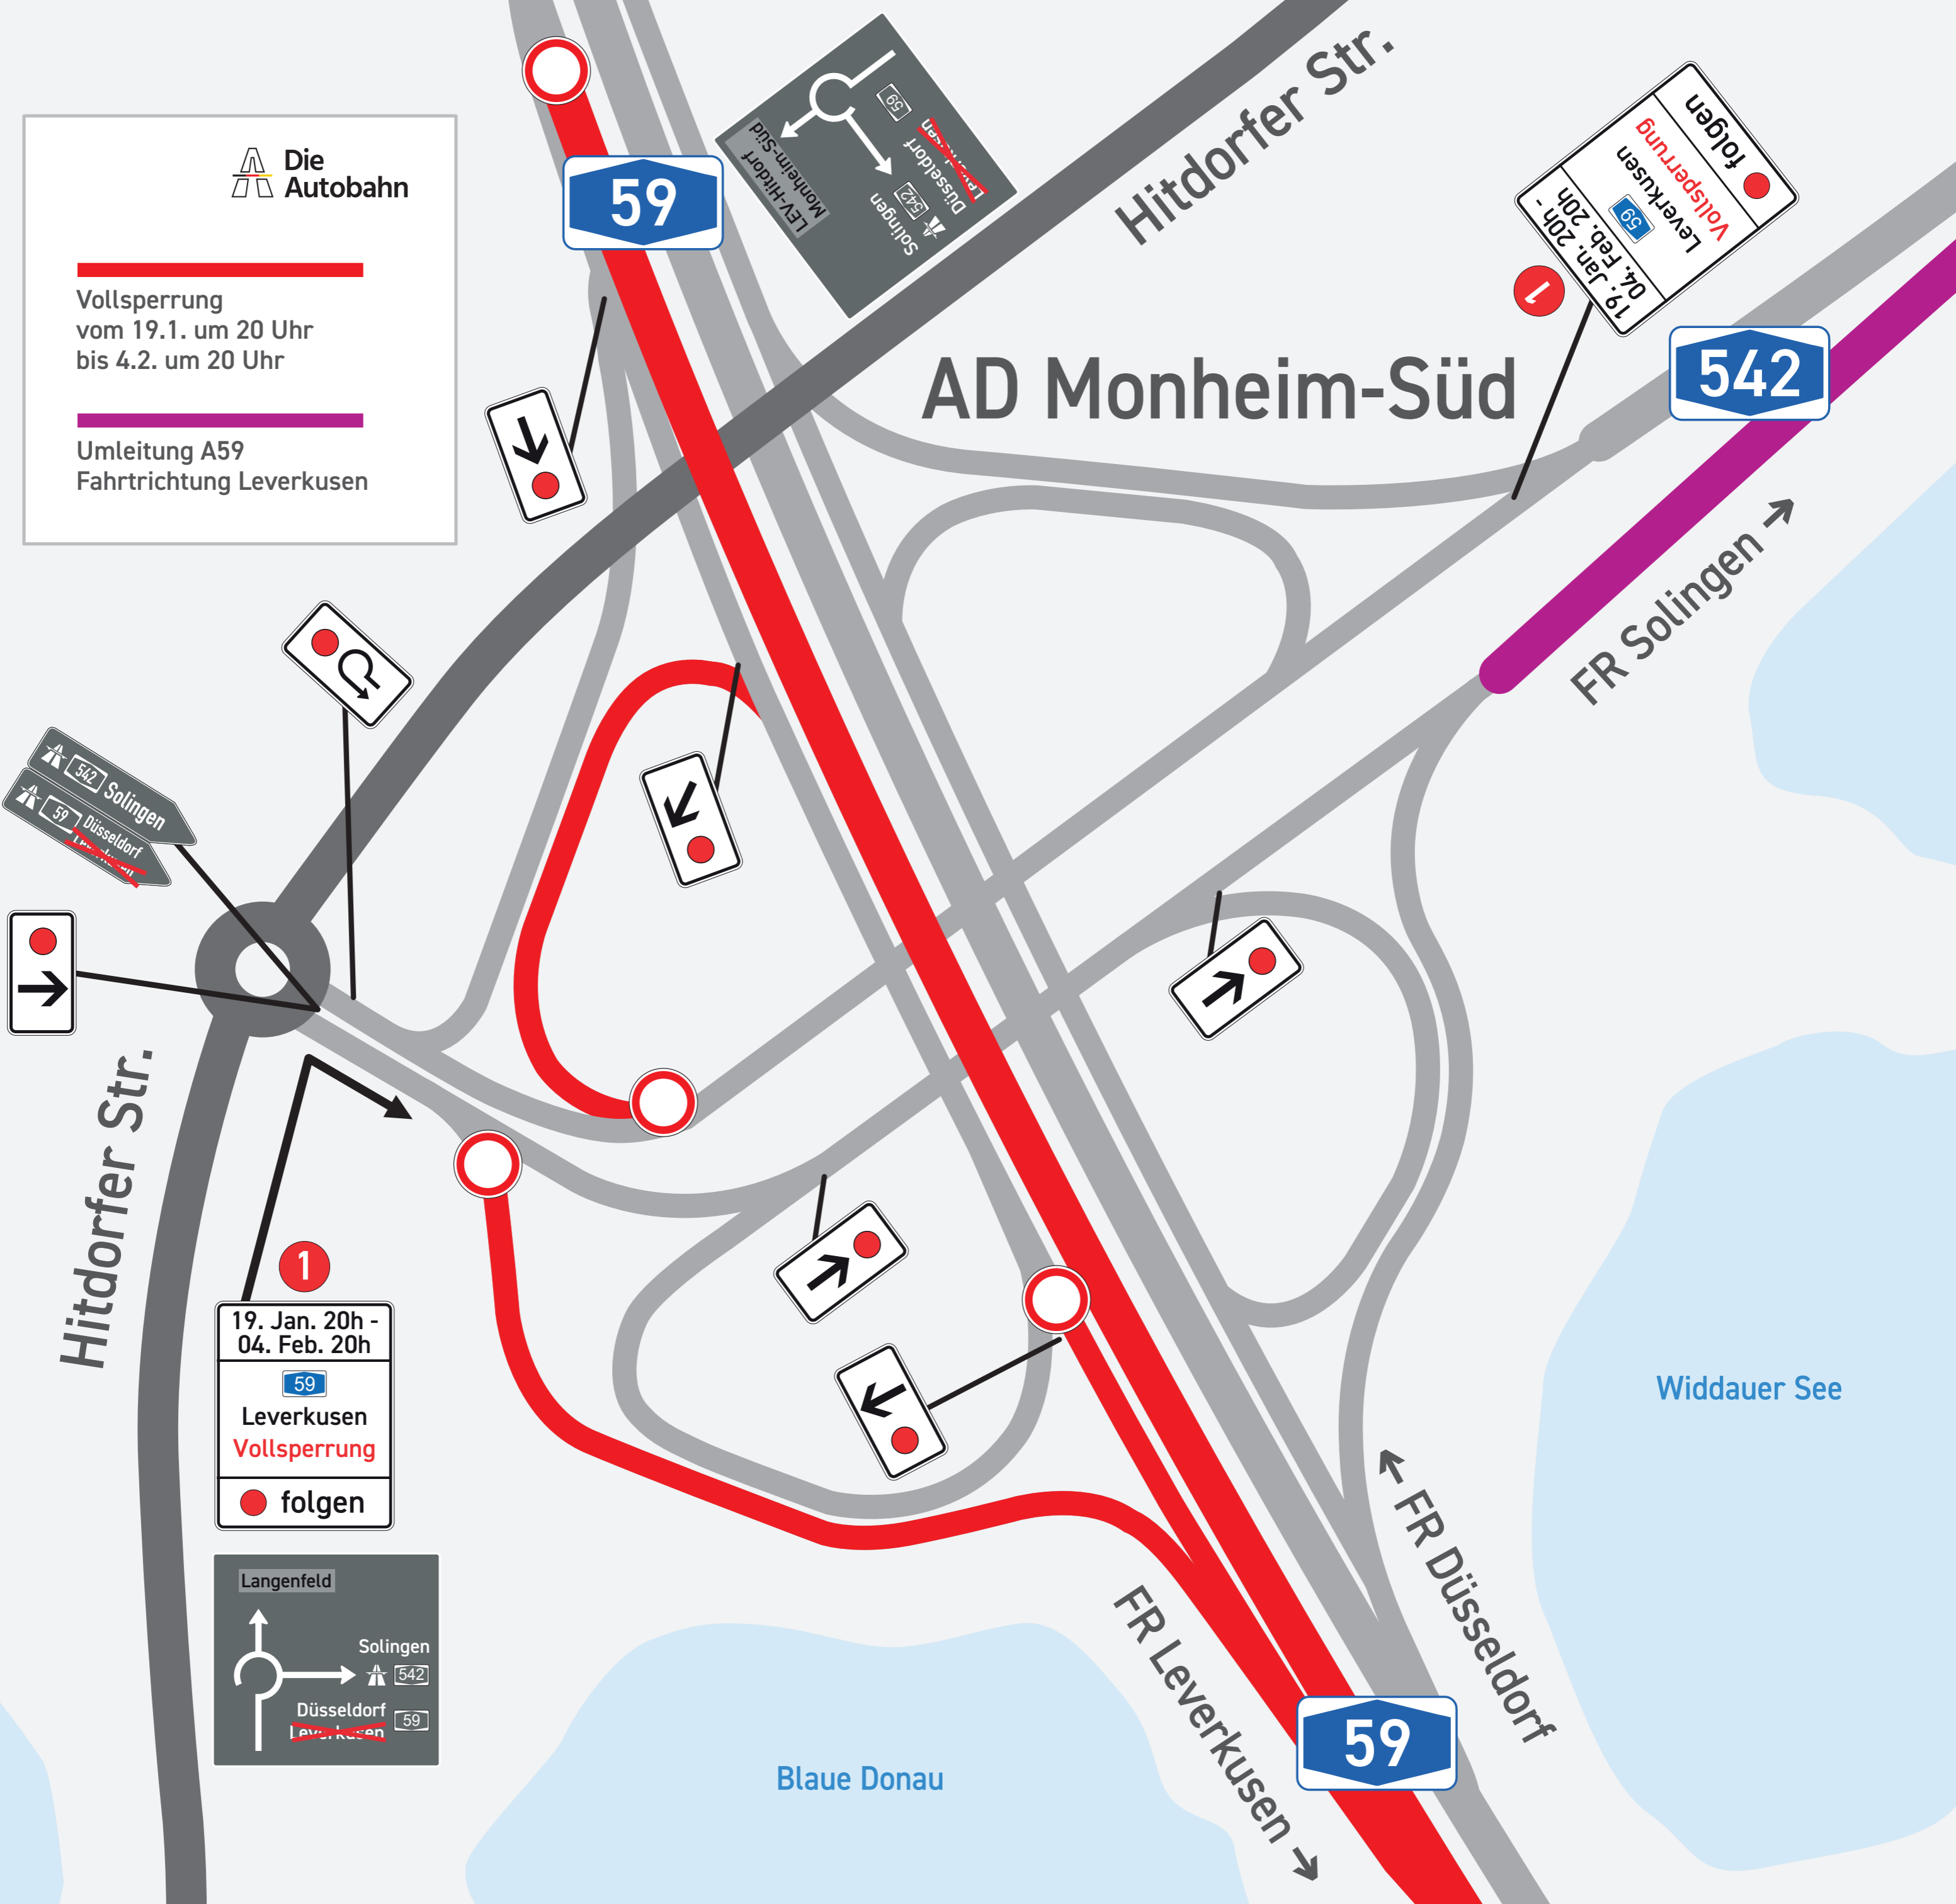 Die
Autobahn
Vollsperrung
vom 19.1. um 20 Uhr
bis 4.2. um 20 Uhr
Umleitung A59
Fahrtrichtung Leverkusen
59
LEV-Hitdorf
Monheim-Süd
59
Düsseldorf
Leverkusen
542
Solingen
Hitdorfer Str.
19. Jan. 20h -
04. Feb. 20h
59
Leverkusen
Vollsperrung
folgen
1
AD Monheim-Süd
542
FR Solingen →
542 Solingen
59 Düsseldorf
Leverkusen
Hitdorfer Str.
1
19. Jan. 20h -
04. Feb. 20h
59
Leverkusen
Vollsperrung
folgen
Langenfeld
Solingen
542
Düsseldorf
Leverkusen
59
Widdauer See
← FR Düsseldorf
FR Leverkusen →
59
Blaue Donau